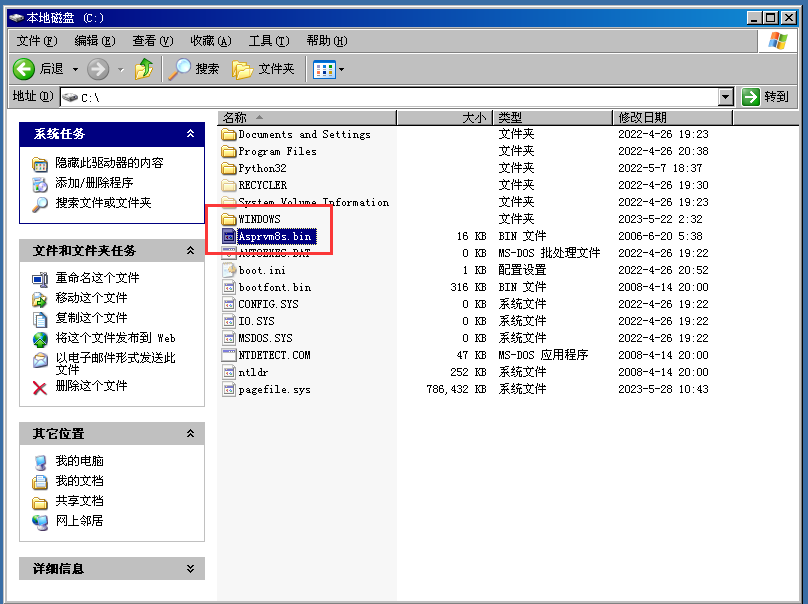 本地磁盘 (C:)
文件(F) 编辑(E) 查看(V) 收藏(A) 工具(T) 帮助(H)
后退 搜索 文件夹
地址(D) C:\ 转到
系统任务
隐藏此驱动器的内容
添加/删除程序
搜索文件或文件夹
文件和文件夹任务
重命名这个文件
移动这个文件
复制这个文件
将这个文件发布到 Web
以电子邮件形式发送此
文件
删除这个文件
其它位置
我的电脑
我的文档
共享文档
网上邻居
详细信息
名称 大小 类型 修改日期
Documents and Settings 文件夹 2022-4-26 19:23
Program Files 文件夹 2022-4-26 20:38
Python32 文件夹 2022-5-7 18:37
RECYCLER 文件夹 2022-4-26 19:30
System Volume Information 文件夹 2022-4-26 19:23
WINDOWS 文件夹 2023-5-22 2:32
Asprvm8s.bin 16 KB BIN 文件 2006-6-20 5:38
AUTOEXEC.BAT 0 KB MS-DOS 批处理文件 2022-4-26 19:22
boot.ini 1 KB 配置设置 2022-4-26 20:52
bootfont.bin 316 KB BIN 文件 2008-4-14 20:00
CONFIG.SYS 0 KB 系统文件 2022-4-26 19:22
IO.SYS 0 KB 系统文件 2022-4-26 19:22
MSDOS.SYS 0 KB 系统文件 2022-4-26 19:22
NTDETECT.COM 47 KB MS-DOS 应用程序 2008-4-14 20:00
ntldr 252 KB 系统文件 2008-4-14 20:00
pagefile.sys 786,432 KB 系统文件 2023-5-28 10:43